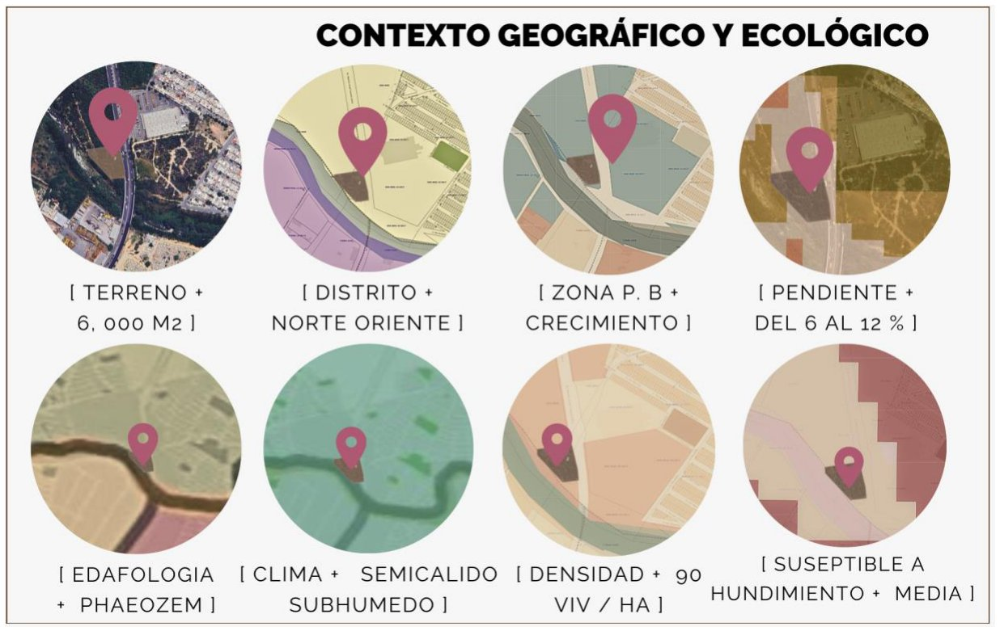 CONTEXTO GEOGRÁFICO Y ECOLÓGICO
[ TERRENO +
6, 000 M2 ]
[ DISTRITO +
NORTE ORIENTE ]
[ ZONA P. B +
CRECIMIENTO ]
[ PENDIENTE +
DEL 6 AL 12 % ]
[ EDAFOLOGIA
+ PHAEOZEM ]
[ CLIMA + SEMICALIDO
SUBHUMEDO ]
[ DENSIDAD + 90
VIV / HA ]
[ SUSEPTIBLE A
HUNDIMIENTO + MEDIA ]